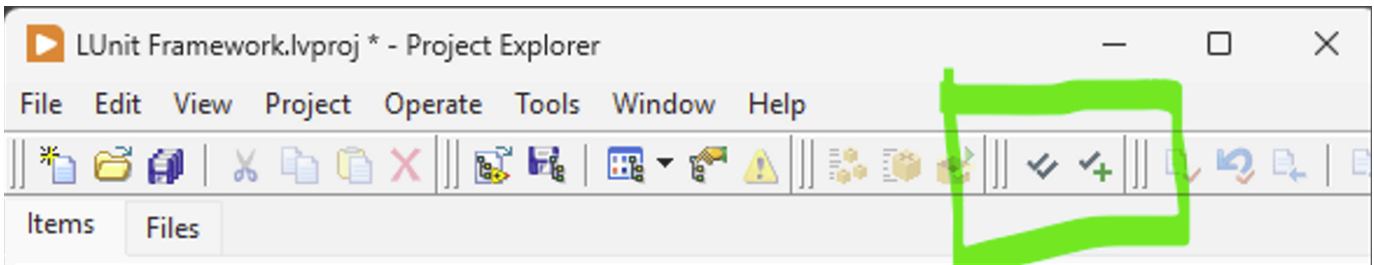 LUnit Framework.lvproj * - Project Explorer
File Edit View Project Operate Tools Window Help
Items Files